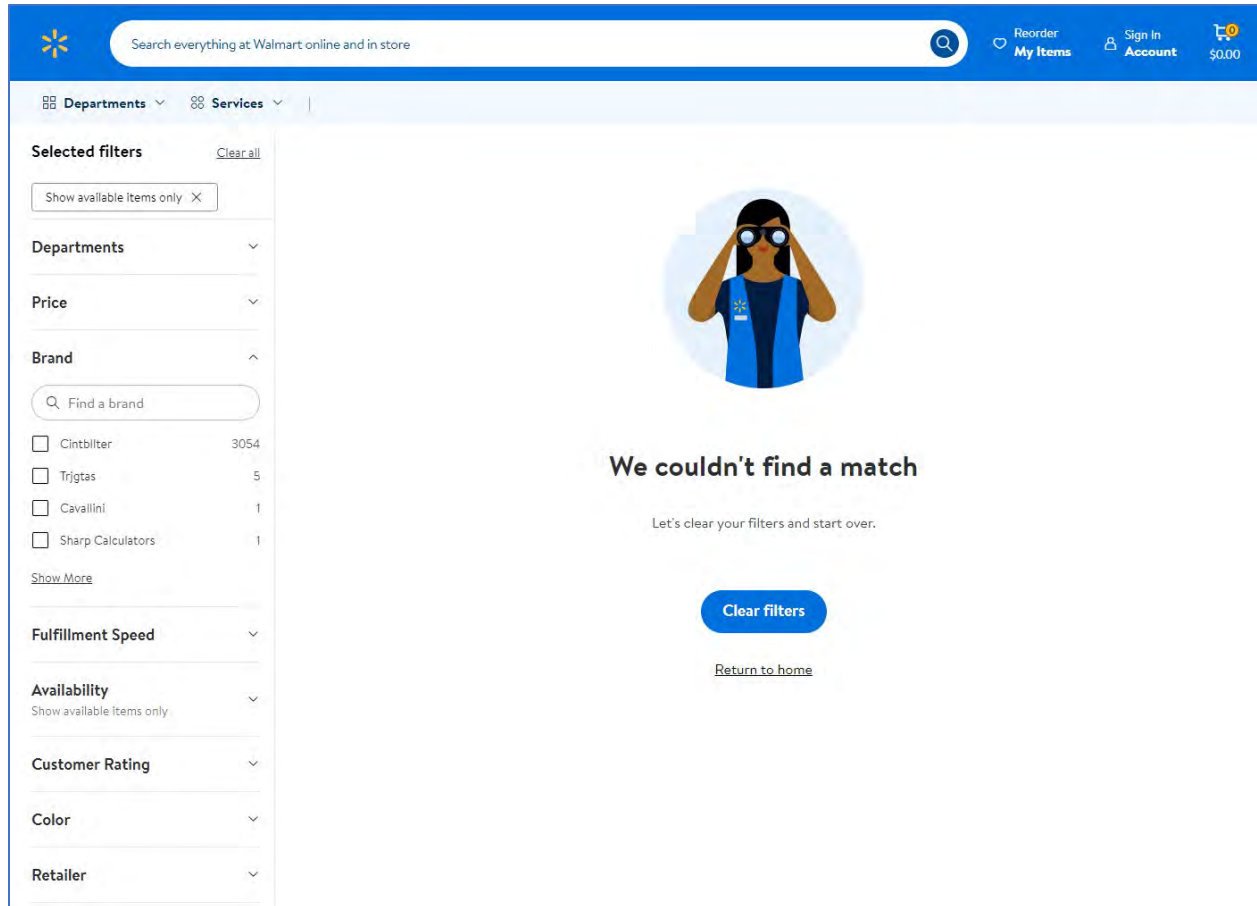 Search everything at Walmart online and in store
Reorder
My Items
Sign In
Account
0
$0.00
Departments
Services
Selected filters
Clear all
Show available items only
Departments
Price
Brand
Find a brand
Cintbllter 3054
Trjgtas 5
Cavallini 1
Sharp Calculators 1
Show More
Fulfillment Speed
Availability
Show available items only
Customer Rating
Color
Retailer
We couldn't find a match
Let's clear your filters and start over.
Clear filters
Return to home